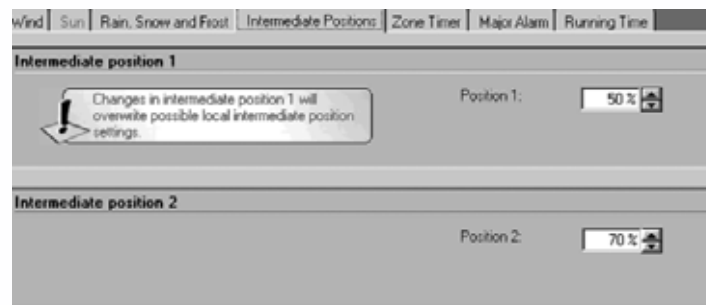 Wind Sun Rain, Snow and Frost Intermediate Positions Zone Timer Major Alarm Running Time
Intermediate position 1
Changes in intermediate position 1 will
overwrite possible local intermediate position
settings.
Position 1: 50 %
Intermediate position 2
Position 2: 70 %